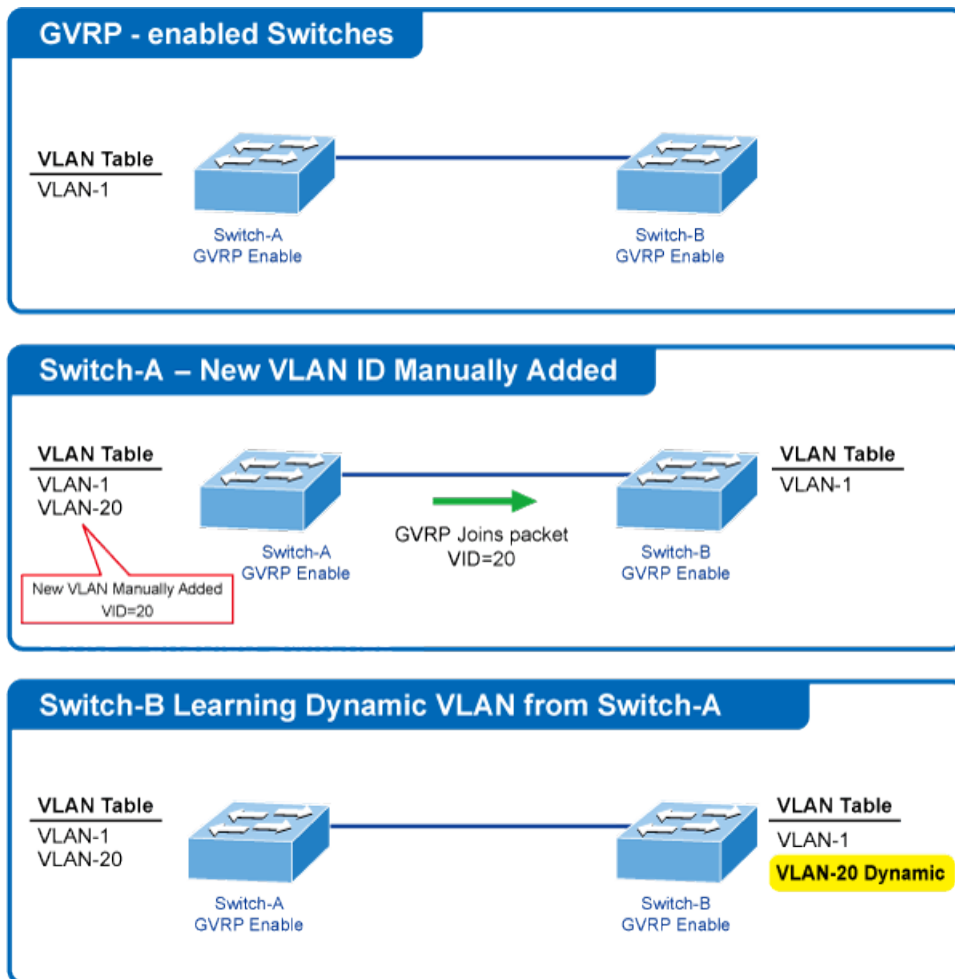 GVRP - enabled Switches
VLAN Table
VLAN-1
Switch-A
GVRP Enable
Switch-B
GVRP Enable
Switch-A – New VLAN ID Manually Added
VLAN Table
VLAN-1
VLAN-20
New VLAN Manually Added
VID=20
Switch-A
GVRP Enable
GVRP Joins packet
VID=20
Switch-B
GVRP Enable
VLAN Table
VLAN-1
Switch-B Learning Dynamic VLAN from Switch-A
VLAN Table
VLAN-1
VLAN-20
Switch-A
GVRP Enable
Switch-B
GVRP Enable
VLAN Table
VLAN-1
VLAN-20 Dynamic